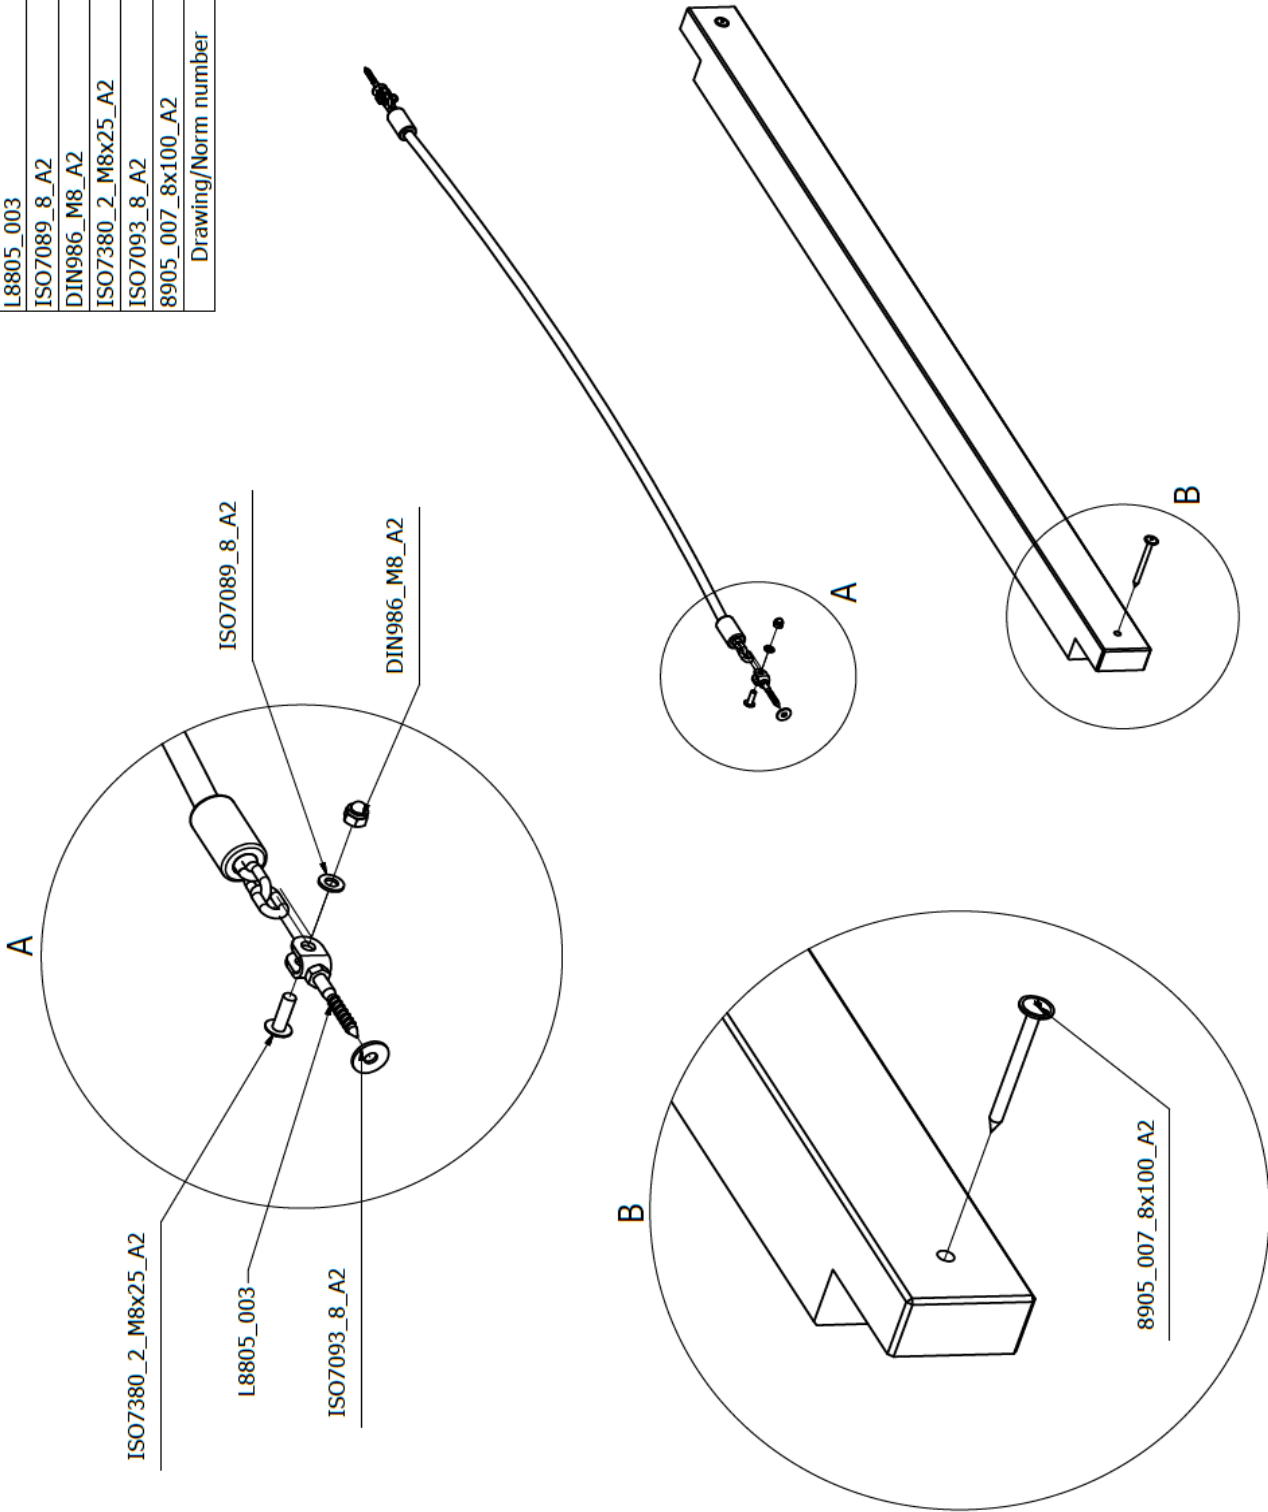 L8805_003
ISO7089_8_A2
DIN986_M8_A2
ISO7380_2_M8x25_A2
ISO7093_8_A2
8905_007_8x100_A2
Drawing/Norm number
A
ISO7380_2_M8x25_A2
L8805_003
ISO7093_8_A2
ISO7089_8_A2
DIN986_M8_A2
A
B
8905_007_8x100_A2
B